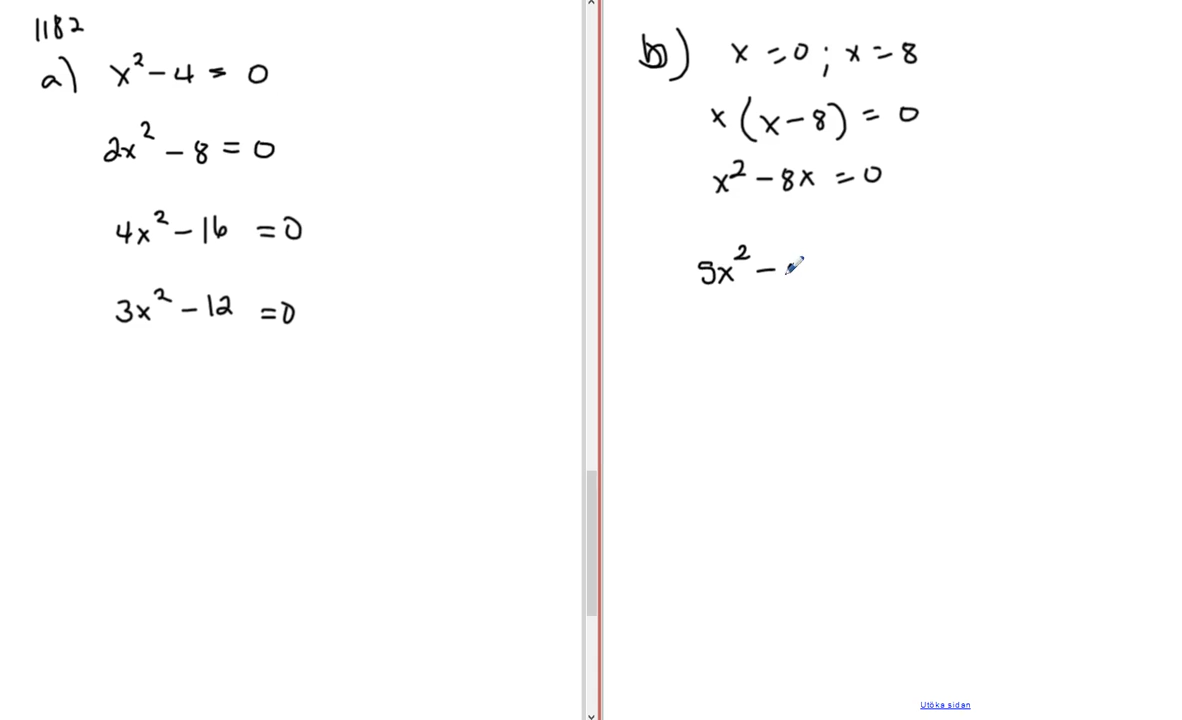 1182
a) x² - 4 = 0
2x² - 8 = 0
4x² - 16 = 0
3x² - 12 = 0
b) x = 0 ; x = 8
x(x - 8) = 0
x² - 8x = 0
5x² -
Utöka sidan